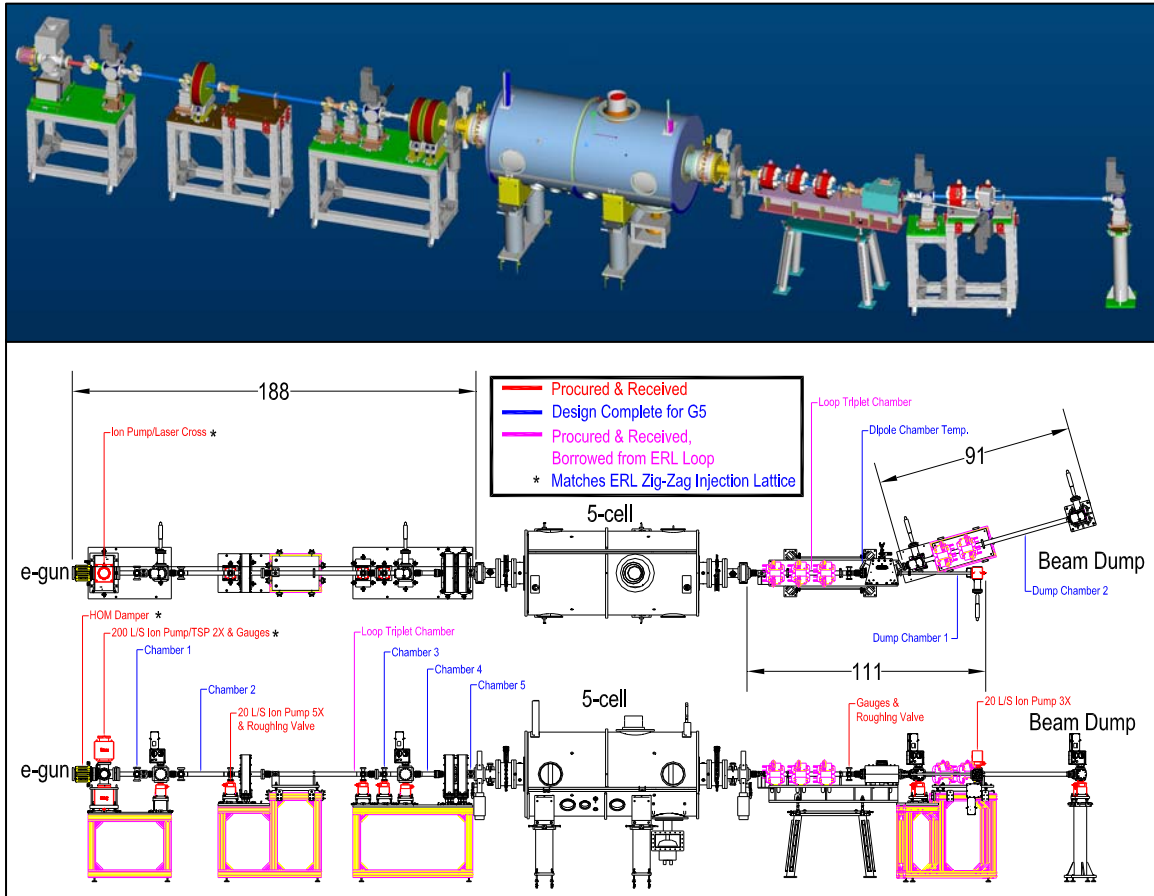 188
Procured & Received
Design Complete for G5
Procured & Received,
Borrowed from ERL Loop
* Matches ERL Zig-Zag Injection Lattice
Ion Pump/Laser Cross *
Loop Triplet Chamber
Dipole Chamber Temp.
91
5-cell
e-gun
Beam Dump
Dump Chamber 2
Dump Chamber 1
HOM Damper *
200 L/S Ion Pump/TSP 2X & Gauges *
Chamber 1
Loop Triplet Chamber
Chamber 3
Chamber 2
Chamber 4
Chamber 5
20 L/S Ion Pump 5X
& Roughing Valve
111
5-cell
Gauges &
Roughing Valve
20 L/S Ion Pump 3X
Beam Dump
e-gun